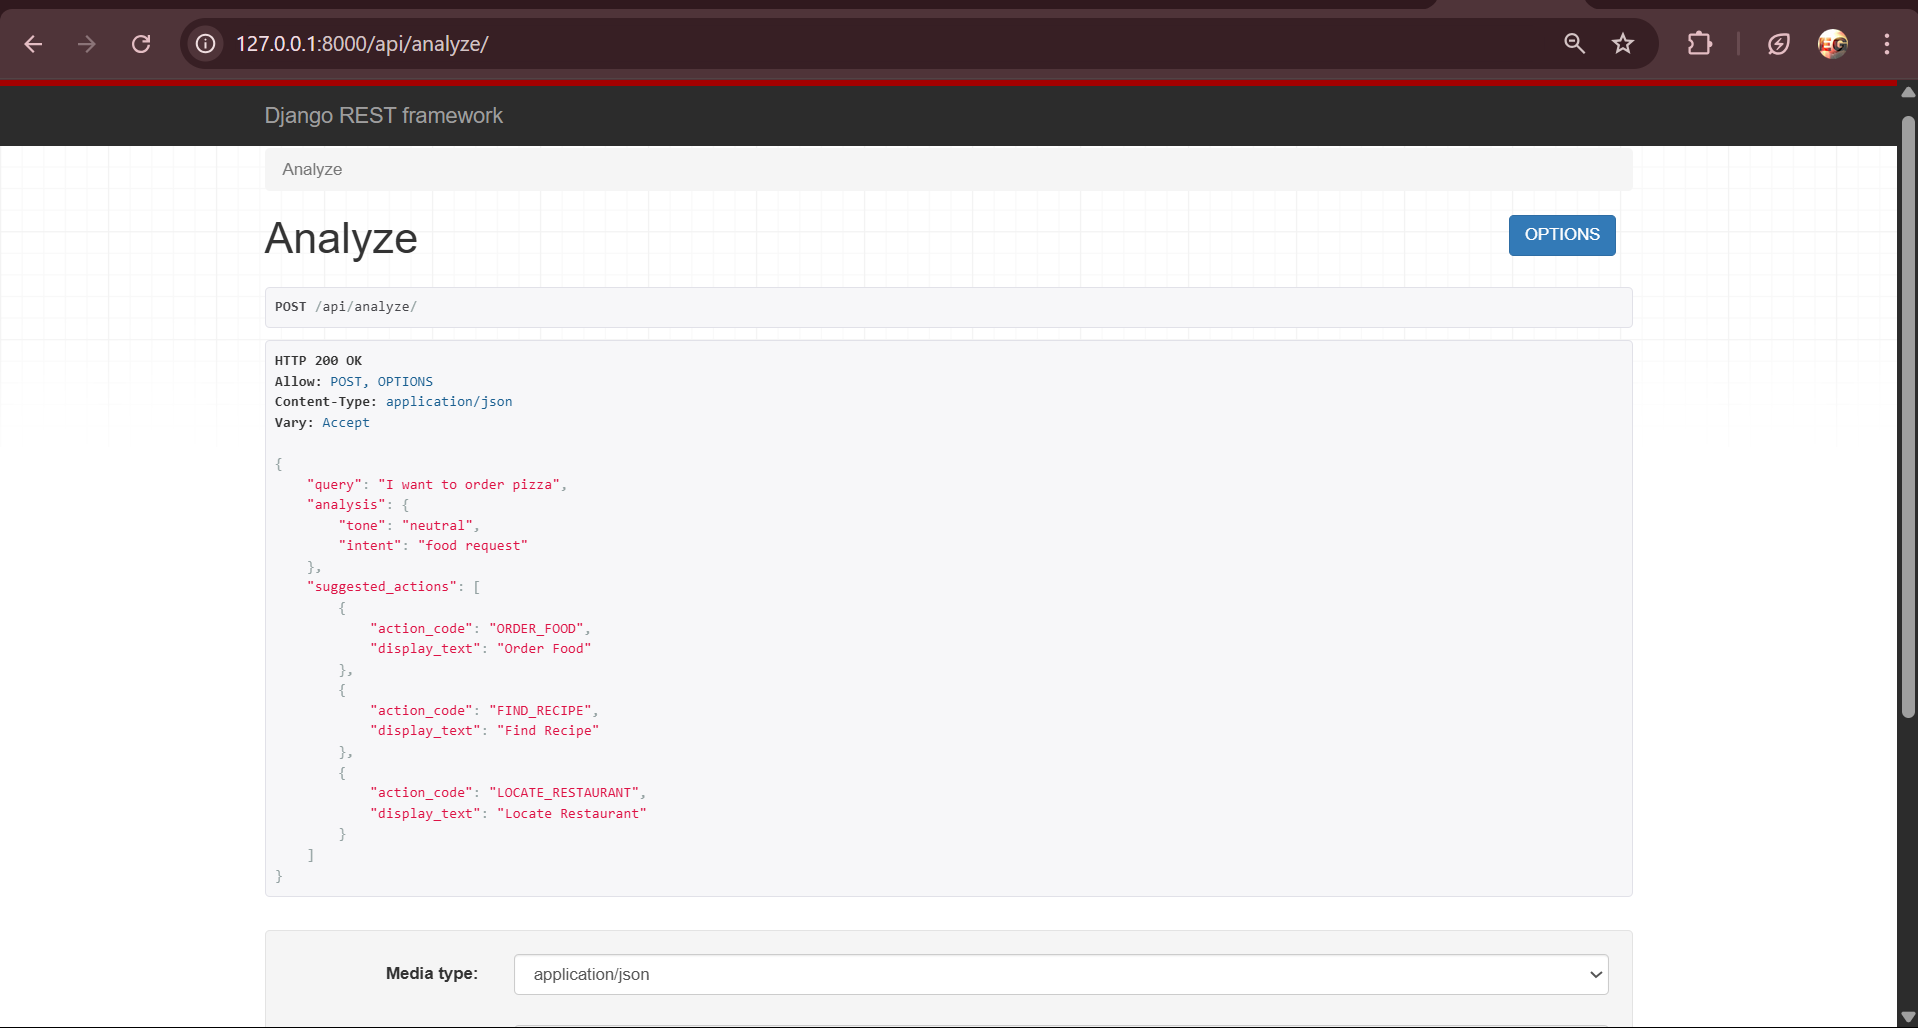 127.0.0.1:8000/api/analyze/
EG
Django REST framework
Analyze
Analyze
OPTIONS
POST /api/analyze/
HTTP 200 OK
Allow: POST, OPTIONS
Content-Type: application/json
Vary: Accept
{
    "query": "I want to order pizza",
    "analysis": {
        "tone": "neutral",
        "intent": "food request"
    },
    "suggested_actions": [
        {
            "action_code": "ORDER_FOOD",
            "display_text": "Order Food"
        },
        {
            "action_code": "FIND_RECIPE",
            "display_text": "Find Recipe"
        },
        {
            "action_code": "LOCATE_RESTAURANT",
            "display_text": "Locate Restaurant"
        }
    ]
}
Media type:
application/json